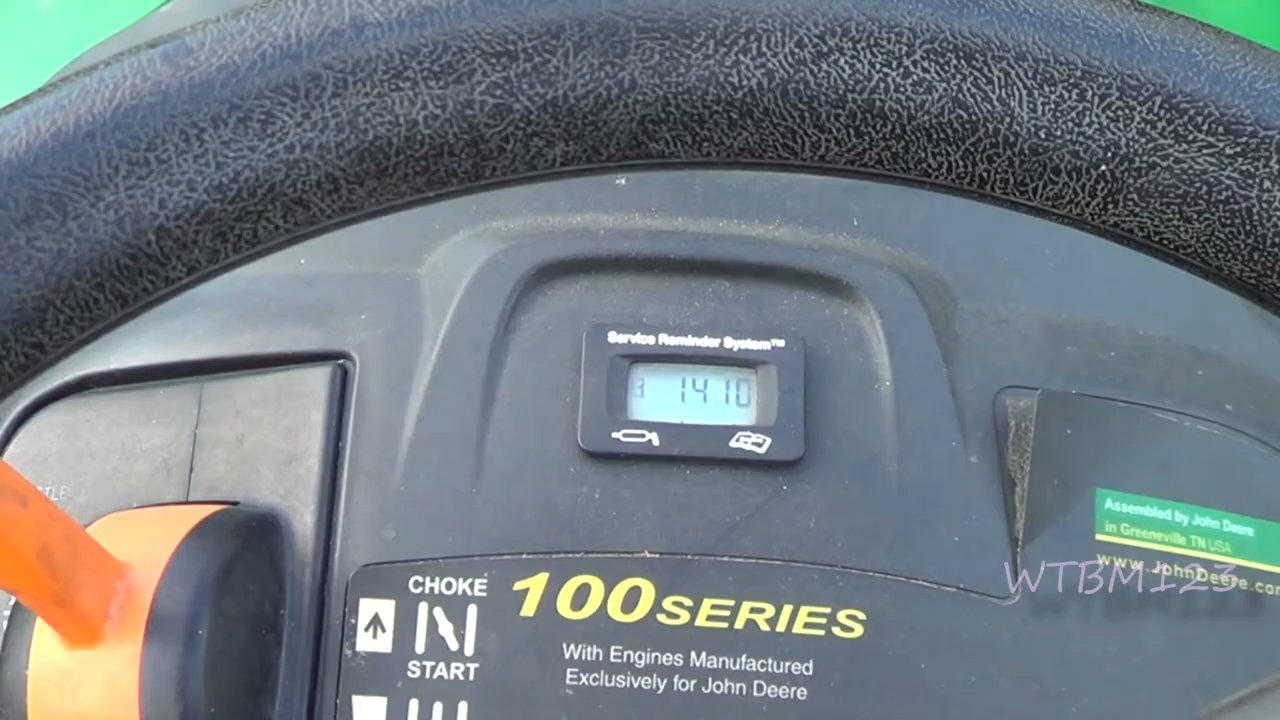 Service Reminder System™
1410
Assembled by John Deere
in Greeneville TN USA
www.JohnDeere.com
WTBM123
CHOKE
START
100 SERIES
With Engines Manufactured
Exclusively for John Deere